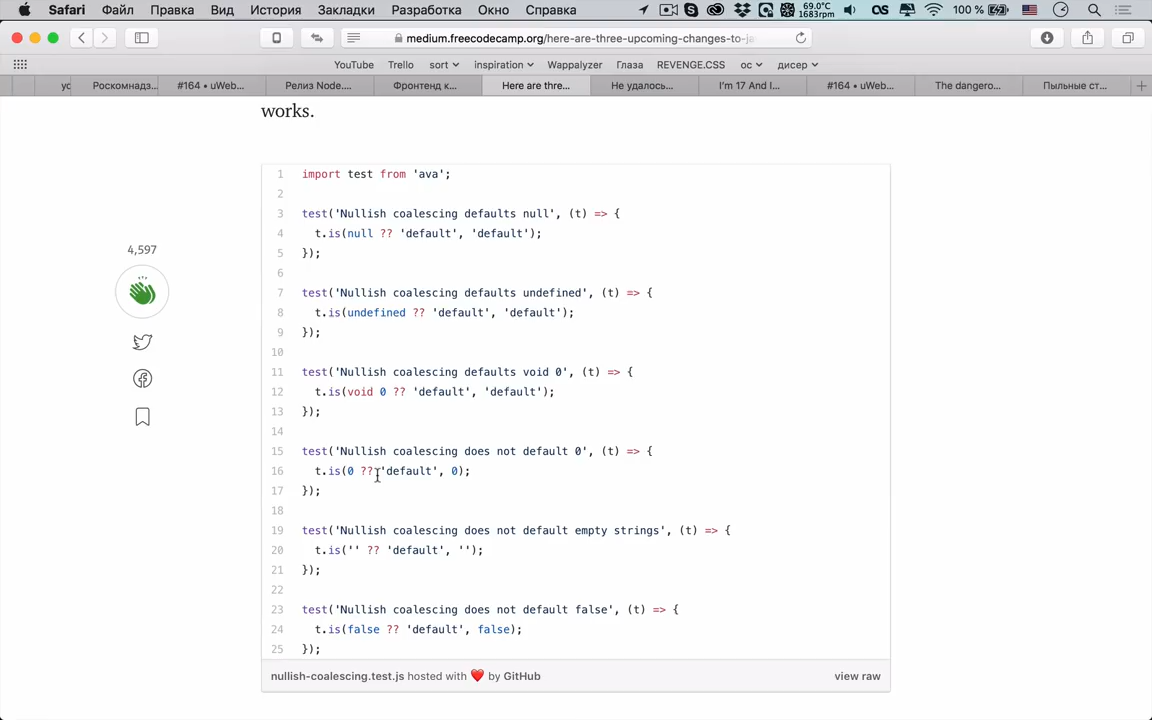 Safari Файл Правка Вид История Закладки Разработка Окно Справка 69.0°C 1683rpm 100 %
medium.freecodecamp.org/here-are-three-upcoming-changes-to-ja
YouTube Trello sort inspiration Wappalyzer Глаза REVENGE.CSS ос дисер
ус Роскомнадз... #164 • uWeb... Релиз Node.... Фронтенд к... Here are thre... Не удалось... I'm 17 And I... #164 • uWeb... The dangero... Пыльные ст...
works.
1 import test from 'ava';
2
3 test('Nullish coalescing defaults null', (t) => {
4 t.is(null ?? 'default', 'default');
5 });
6
7 test('Nullish coalescing defaults undefined', (t) => {
8 t.is(undefined ?? 'default', 'default');
9 });
10
11 test('Nullish coalescing defaults void 0', (t) => {
12 t.is(void 0 ?? 'default', 'default');
13 });
14
15 test('Nullish coalescing does not default 0', (t) => {
16 t.is(0 ?? 'default', 0);
17 });
18
19 test('Nullish coalescing does not default empty strings', (t) => {
20 t.is('' ?? 'default', '');
21 });
22
23 test('Nullish coalescing does not default false', (t) => {
24 t.is(false ?? 'default', false);
25 });
nullish-coalescing.test.js hosted with ❤ by GitHub view raw
4,597